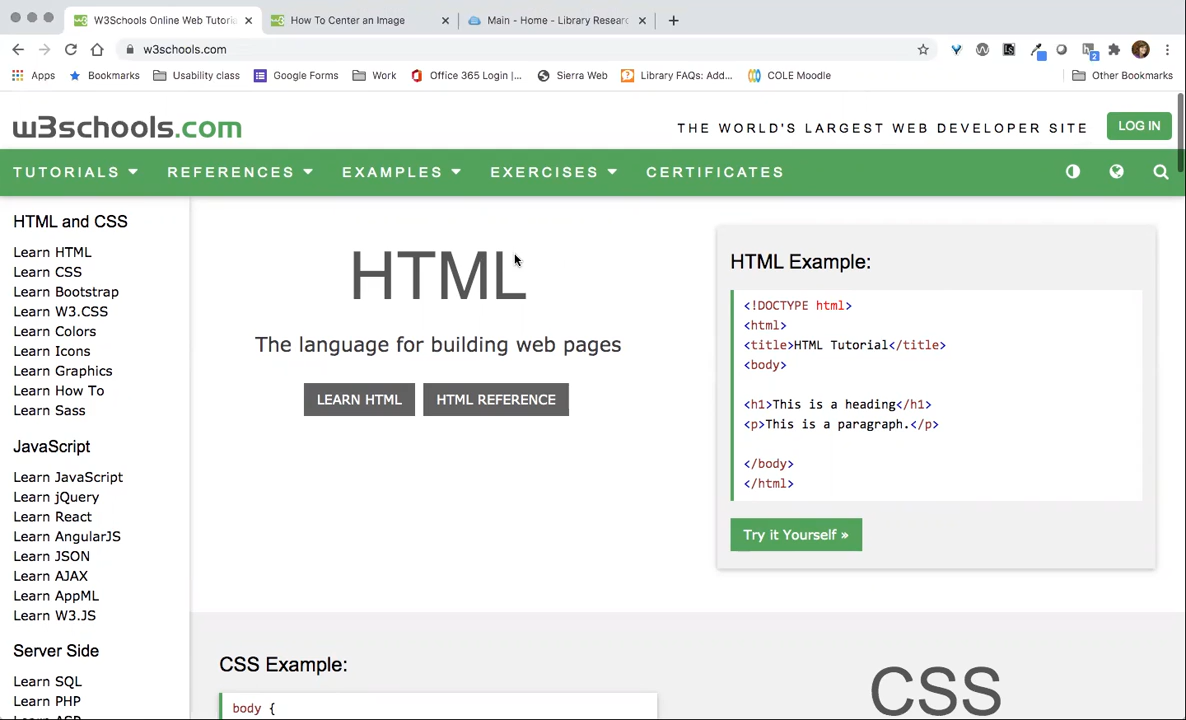 W3Schools Online Web Tutoria
How To Center an Image
Main - Home - Library Researc
w3schools.com
Apps
Bookmarks
Usability class
Google Forms
Work
Office 365 Login |...
Sierra Web
Library FAQs: Add...
COLE Moodle
Other Bookmarks
2
w3schools.com
THE WORLD'S LARGEST WEB DEVELOPER SITE
LOG IN
TUTORIALS
REFERENCES
EXAMPLES
EXERCISES
CERTIFICATES
HTML and CSS
Learn HTML
Learn CSS
Learn Bootstrap
Learn W3.CSS
Learn Colors
Learn Icons
Learn Graphics
Learn How To
Learn Sass
JavaScript
Learn JavaScript
Learn jQuery
Learn React
Learn AngularJS
Learn JSON
Learn AJAX
Learn AppML
Learn W3.JS
Server Side
Learn SQL
Learn PHP
HTML
The language for building web pages
LEARN HTML
HTML REFERENCE
HTML Example:
<!DOCTYPE html>
<html>
<title>HTML Tutorial</title>
<body>
<h1>This is a heading</h1>
<p>This is a paragraph.</p>
</body>
</html>
Try it Yourself »
CSS Example:
body {
CSS